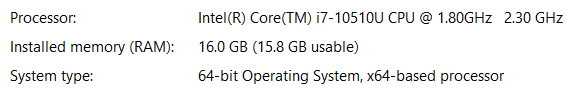 Processor: Intel(R) Core(TM) i7-10510U CPU @ 1.80GHz 2.30 GHz
Installed memory (RAM): 16.0 GB (15.8 GB usable)
System type: 64-bit Operating System, x64-based processor